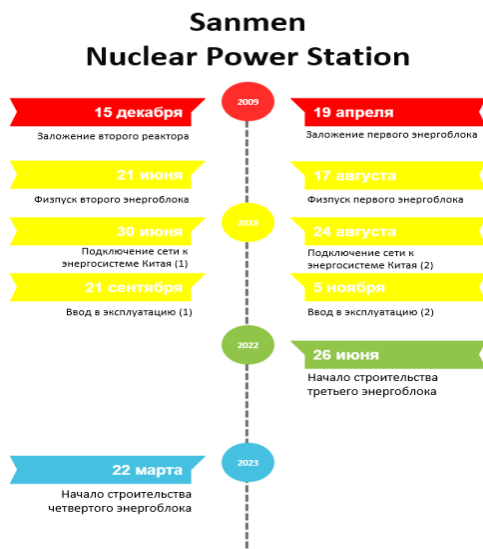 Sanmen
Nuclear Power Station
2009
15 декабря
Заложение второго реактора
19 апреля
Заложение первого энергоблока
21 июня
Физпуск второго энергоблока
17 августа
Физпуск первого энергоблока
2018
30 июня
Подключение сети к
энергосистеме Китая (1)
24 августа
Подключение сети к
энергосистеме Китая (2)
21 сентября
Ввод в эксплуатацию (1)
5 ноября
Ввод в эксплуатацию (2)
2022
26 июня
Начало строительства
третьего энергоблока
2023
22 марта
Начало строительства
четвертого энергоблока